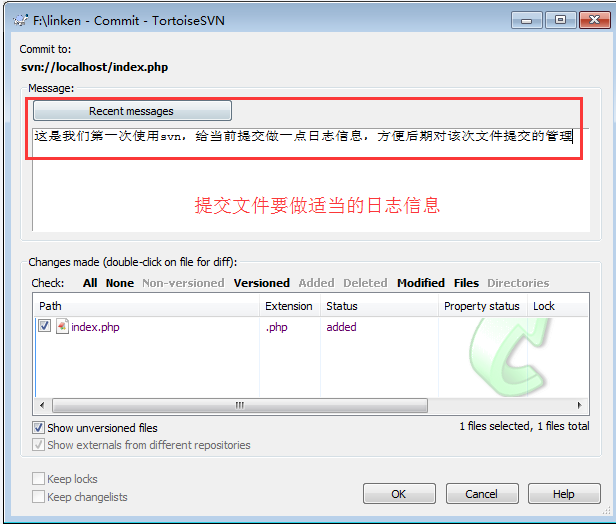 F:\linken - Commit - TortoiseSVN
Commit to:
svn://localhost/index.php
Message:
Recent messages
这是我们第一次使用svn，给当前提交做一点日志信息，方便后期对该次文件提交的管理
提交文件要做适当的日志信息
Changes made (double-click on file for diff):
Check: All None Non-versioned Versioned Added Deleted Modified Files Directories
Path Extension Status Property status Lock
index.php .php added
Show unversioned files 1 files selected, 1 files total
Show externals from different repositories
Keep locks
Keep changelists
OK Cancel Help